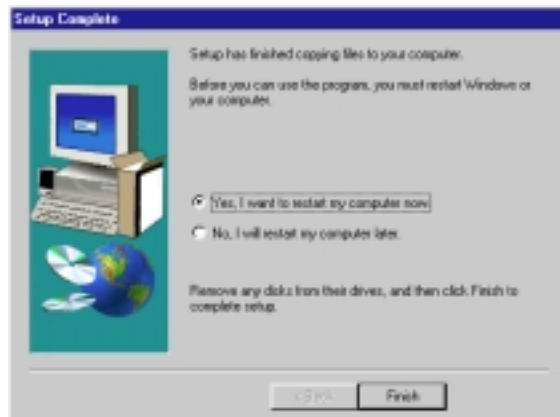 Setup Complete
Setup has finished copying files to your computer.
Before you can use the program, you must restart Windows or
your computer.
Yes, I want to restart my computer now.
No, I will restart my computer later.
Remove any disks from their drives, and then click Finish to
complete setup.
< Back Finish